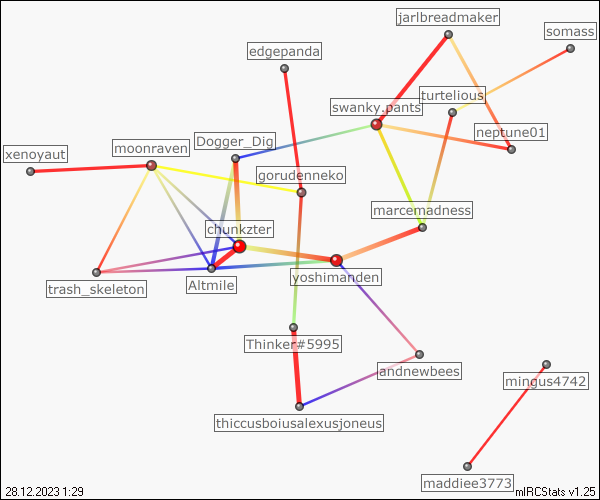 jarlbreadmaker
somass
edgepanda
turtelious
swanky.pants
neptune01
Dogger_Dig
moonraven
xenoyaut
gorudenneko
marcemadness
chunkzter
yoshimanden
Altmile
trash_skeleton
Thinker#5995
andnewbees
mingus4742
thiccusboiusalexusjoneus
maddiee3773
28.12.2023 1:29
mIRCStats v1.25